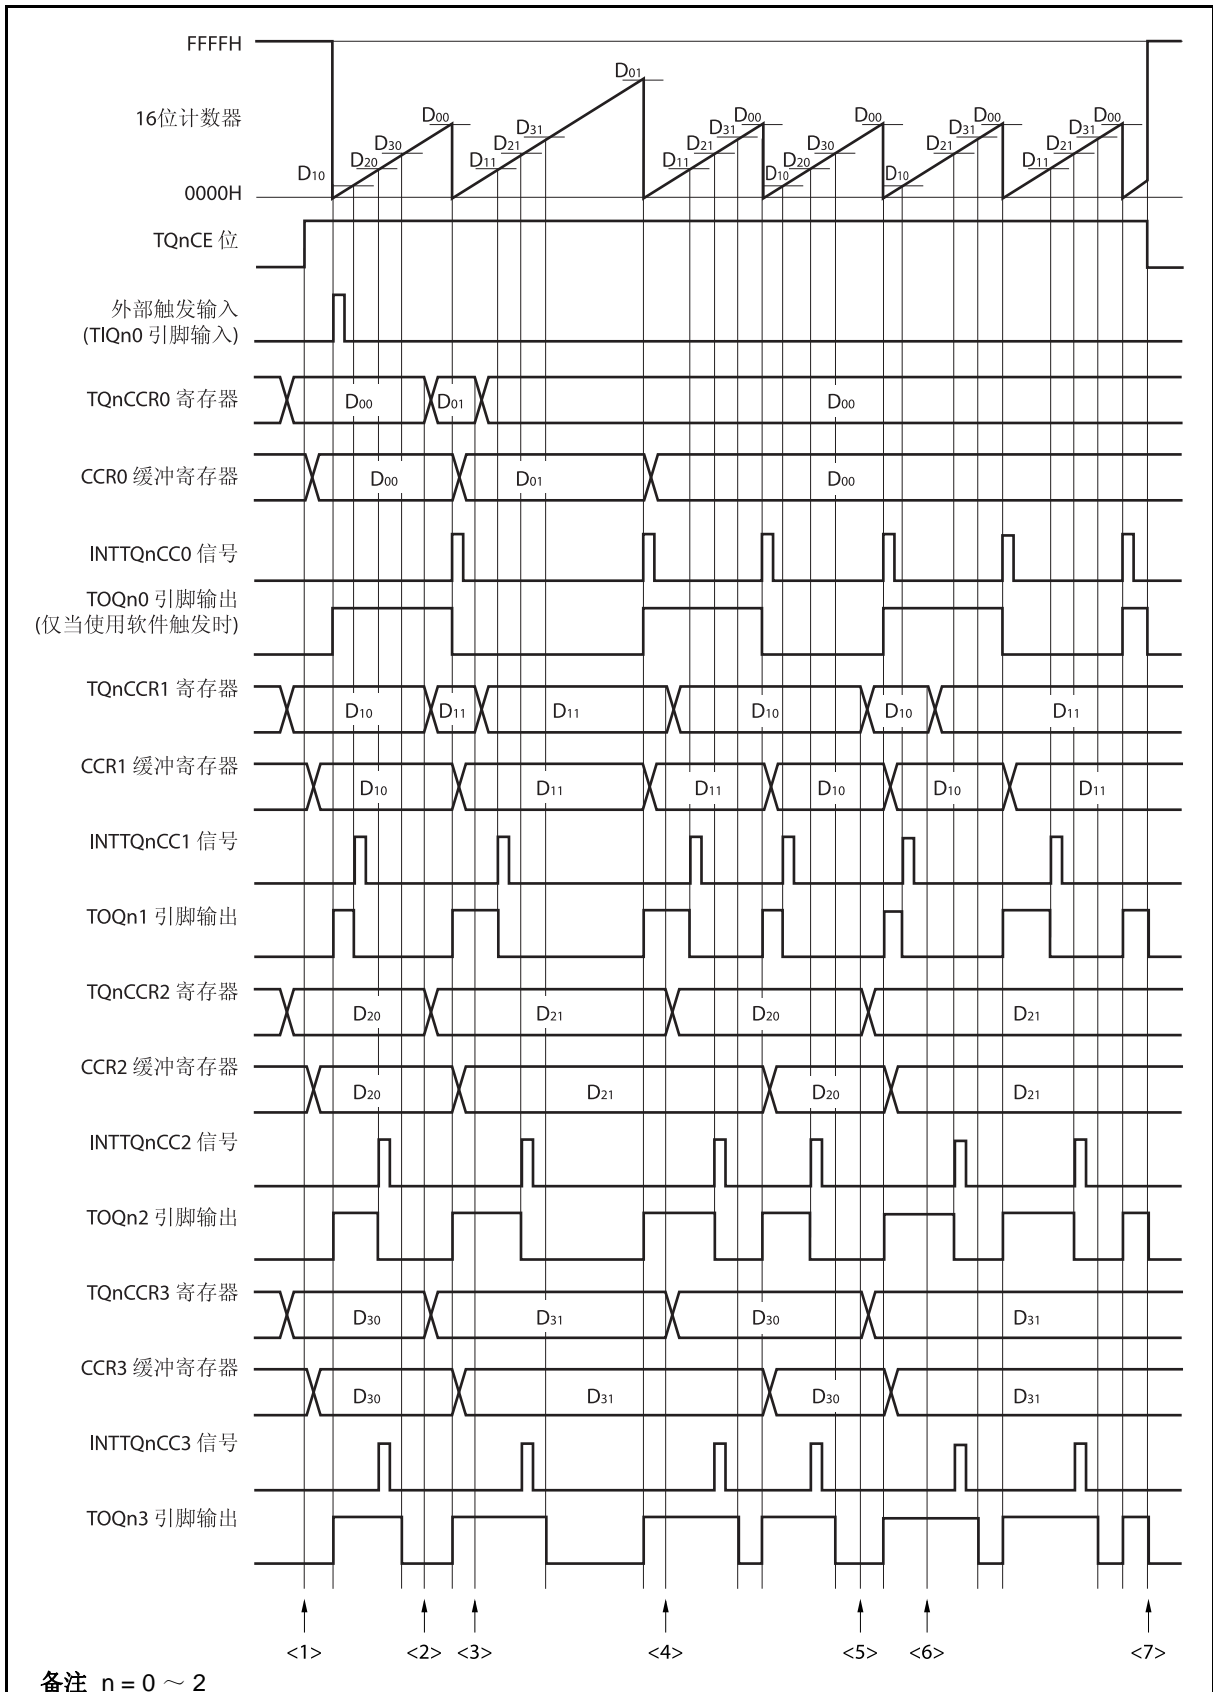 FFFFH
D01
16位计数器
D00 D00 D00 D00 D00
D30 D31 D31 D30 D31 D31
D20 D21 D21 D20 D21 D21
D10 D11 D11 D10 D10 D11
0000H
TQnCE 位
外部触发输入
(TIQn0 引脚输入)
TQnCCR0 寄存器 D00 D01 D00
CCR0 缓冲寄存器 D00 D01 D00
INTTQnCC0 信号
TOQn0 引脚输出
(仅当使用软件触发时)
TQnCCR1 寄存器 D10 D11 D11 D10 D10 D11
CCR1 缓冲寄存器 D10 D11 D11 D10 D10 D11
INTTQnCC1 信号
TOQn1 引脚输出
TQnCCR2 寄存器 D20 D21 D20 D21
CCR2 缓冲寄存器 D20 D21 D20 D21
INTTQnCC2 信号
TOQn2 引脚输出
TQnCCR3 寄存器 D30 D31 D30 D31
CCR3 缓冲寄存器 D30 D31 D30 D31
INTTQnCC3 信号
TOQn3 引脚输出
<1> <2> <3> <4> <5> <6> <7>
备注 n = 0 ～ 2